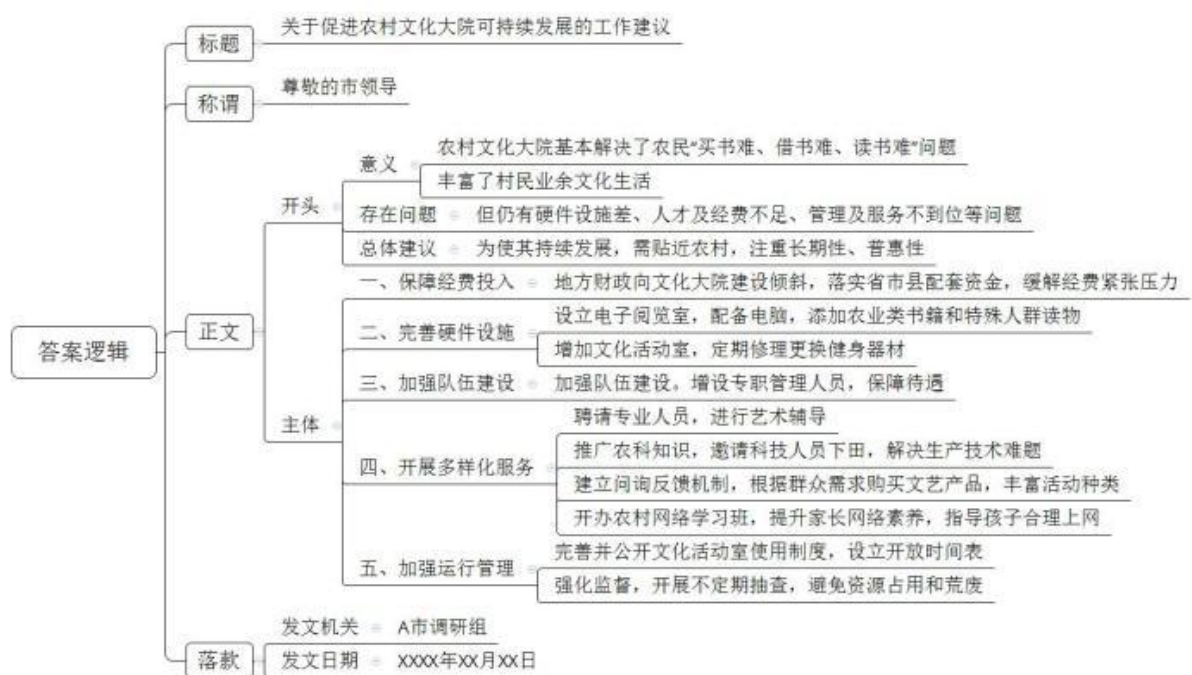 标题
关于促进农村文化大院可持续发展的工作建议
称谓
尊敬的市领导
答案逻辑
正文
开头
意义
农村文化大院基本解决了农民“买书难、借书难、读书难”问题
丰富了村民业余文化生活
存在问题
但仍有硬件设施差、人才及经费不足、管理及服务不到位等问题
总体建议
为使其持续发展，需贴近农村，注重长期性、普惠性
主体
一、保障经费投入
地方财政向文化大院建设倾斜，落实省市县配套资金，缓解经费紧张压力
二、完善硬件设施
设立电子阅览室，配备电脑，添加农业类书籍和特殊人群读物
增加文化活动室，定期修理更换健身器材
三、加强队伍建设
加强队伍建设。增设专职管理人员，保障待遇
四、开展多样化服务
聘请专业人员，进行艺术辅导
推广农科知识，邀请科技人员下田，解决生产技术难题
建立问询反馈机制，根据群众需求购买文艺产品，丰富活动种类
开办农村网络学习班，提升家长网络素养，指导孩子合理上网
五、加强运行管理
完善并公开文化活动室使用制度，设立开放时间表
强化监督，开展不定期抽查，避免资源占用和荒废
落款
发文机关
A市调研组
发文日期
XXXX年XX月XX日